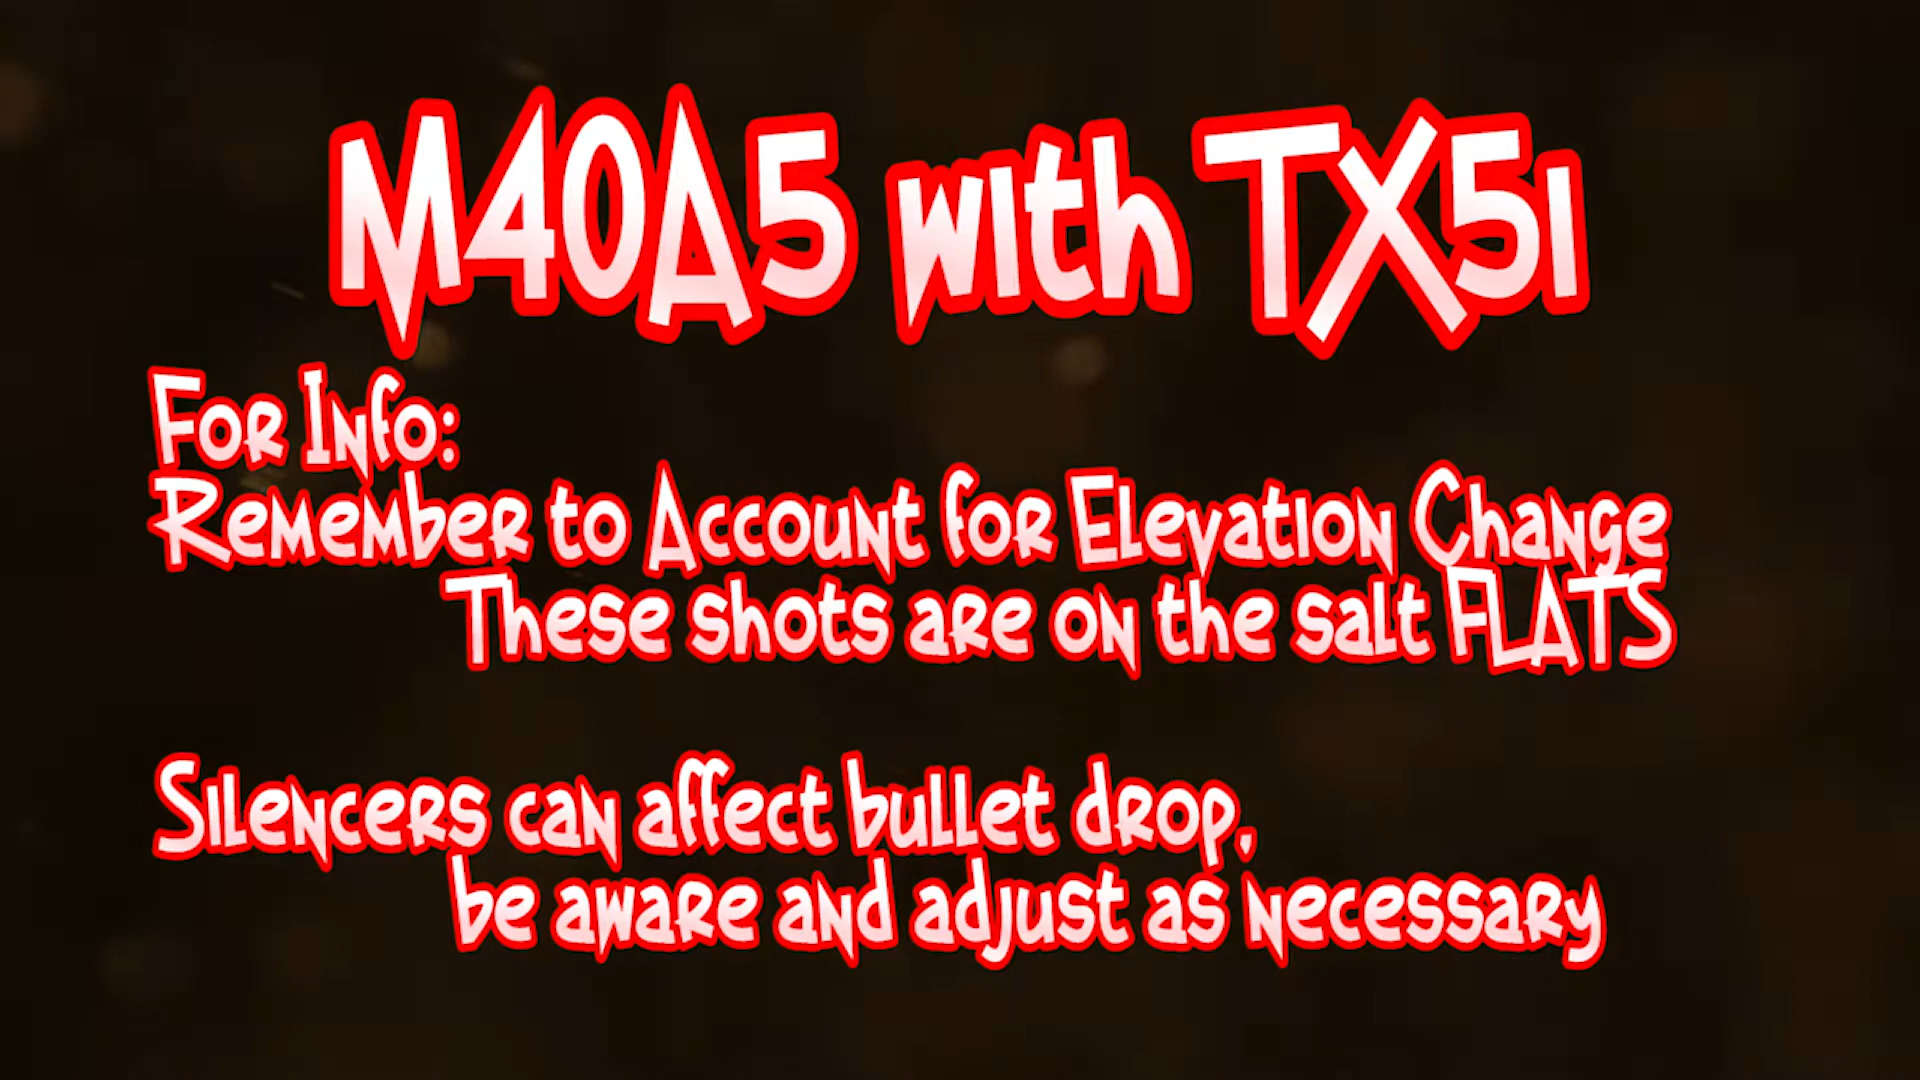 M40A5 with TX5i
For Info:
Remember to Account for Elevation Change
These shots are on the salt FLATS
Silencers can affect bullet drop,
be aware and adjust as necessary